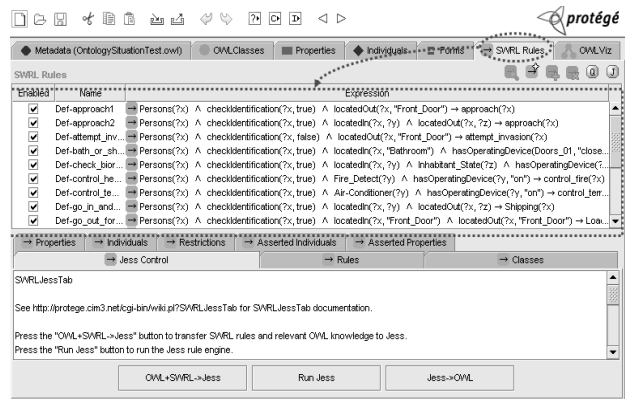 protégé
Metadata (OntologySituationTest.owl) OWLClasses Properties Individuals Forms SWRL Rules OWLViz
SWRL Rules
Enabled Name Expression
Def-approach1 Persons(?x) ∧ checkIdentification(?x, true) ∧ locatedOut(?x, "Front_Door") → approach(?x)
Def-approach2 Persons(?x) ∧ checkIdentification(?x, true) ∧ locatedIn(?x, ?y) ∧ locatedOut(?x, ?z) → approach(?x)
Def-attempt_inv... Persons(?x) ∧ checkIdentification(?x, false) ∧ locatedOut(?x, "Front_Door") → attempt_invasion(?x)
Def-bath_or_sh... Persons(?x) ∧ checkIdentification(?x, true) ∧ locatedIn(?x, "Bathroom") ∧ hasOperatingDevice(Doors_01, "close...
Def-check_bior... Persons(?x) ∧ checkIdentification(?x, true) ∧ locatedIn(?x, ?y) ∧ Inhabitant_State(?z) ∧ hasOperatingDevice(?...
Def-control_he... Persons(?x) ∧ checkIdentification(?x, true) ∧ Fire_Detect(?y) ∧ hasOperatingDevice(?y, "on") → control_fire(?x)
Def-control_te... Persons(?x) ∧ checkIdentification(?x, true) ∧ Air-Conditioner(?y) ∧ hasOperatingDevice(?y, "on") → control_tem...
Def-go_in_and... Persons(?x) ∧ checkIdentification(?x, true) ∧ locatedIn(?x, ?y) ∧ locatedOut(?x, ?z) → Shipping(?x)
Def-go_out_for... Persons(?x) ∧ checkIdentification(?x, true) ∧ locatedIn(?x, "Front_Door") ∧ locatedOut(?x, "Front_Door") → Loa...
→ Properties → Individuals → Restrictions → Asserted Individuals → Asserted Properties
→ Jess Control → Rules → Classes
SWRLJessTab
See http://protege.cim3.net/cgi-bin/wiki.pl?SWRLJessTab for SWRLJessTab documentation.
Press the "OWL+SWRL->Jess" button to transfer SWRL rules and relevant OWL knowledge to Jess.
Press the "Run Jess" button to run the Jess rule engine.
OWL+SWRL->Jess Run Jess Jess->OWL